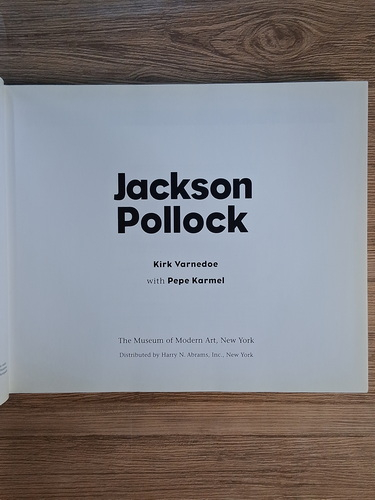 Jackson
Pollock
Kirk Varnedoe
with Pepe Karmel
The Museum of Modern Art, New York
Distributed by Harry N. Abrams, Inc., New York